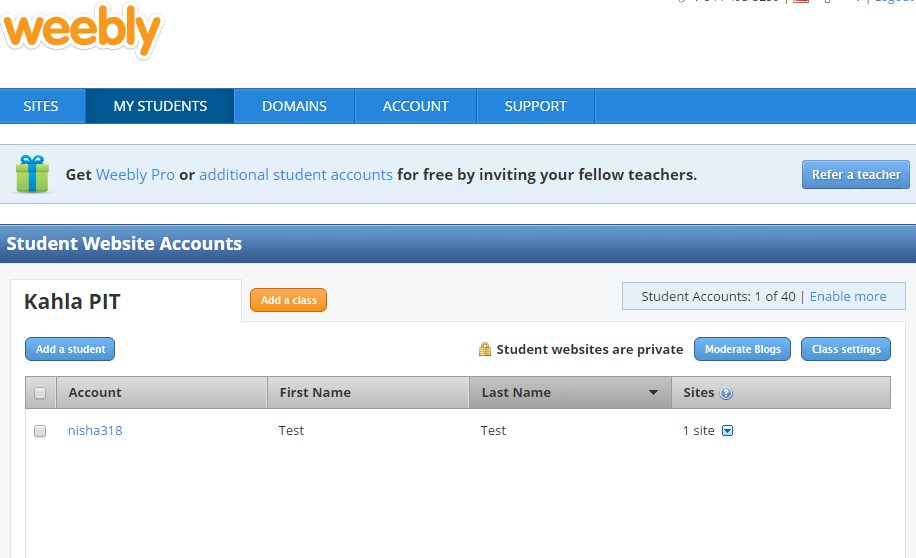 weebly
SITES MY STUDENTS DOMAINS ACCOUNT SUPPORT
Get Weebly Pro or additional student accounts for free by inviting your fellow teachers. Refer a teacher
Student Website Accounts
Kahla PIT Add a class Student Accounts: 1 of 40 | Enable more
Add a student Student websites are private Moderate Blogs Class settings
Account First Name Last Name Sites ?
nisha318 Test Test 1 site